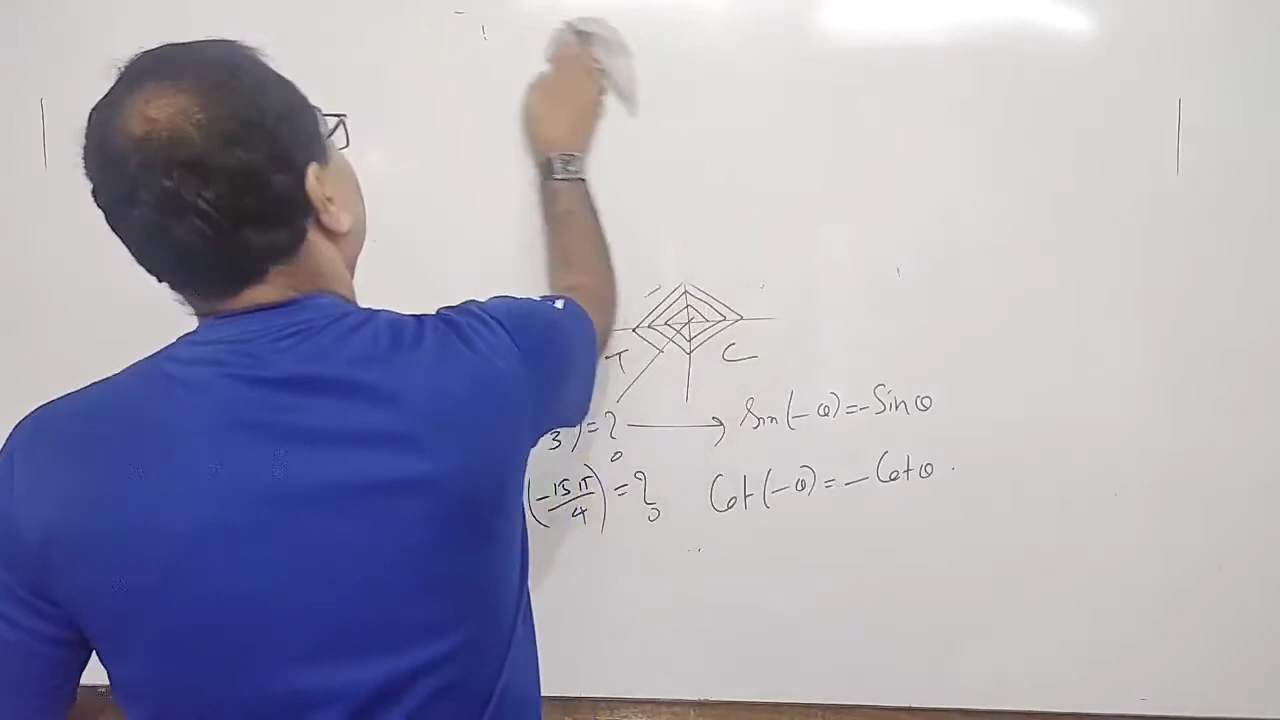 T C
3)=? → Sin(-θ)=-Sinθ
(-15π/4)=? Cot(-θ)=-Cotθ